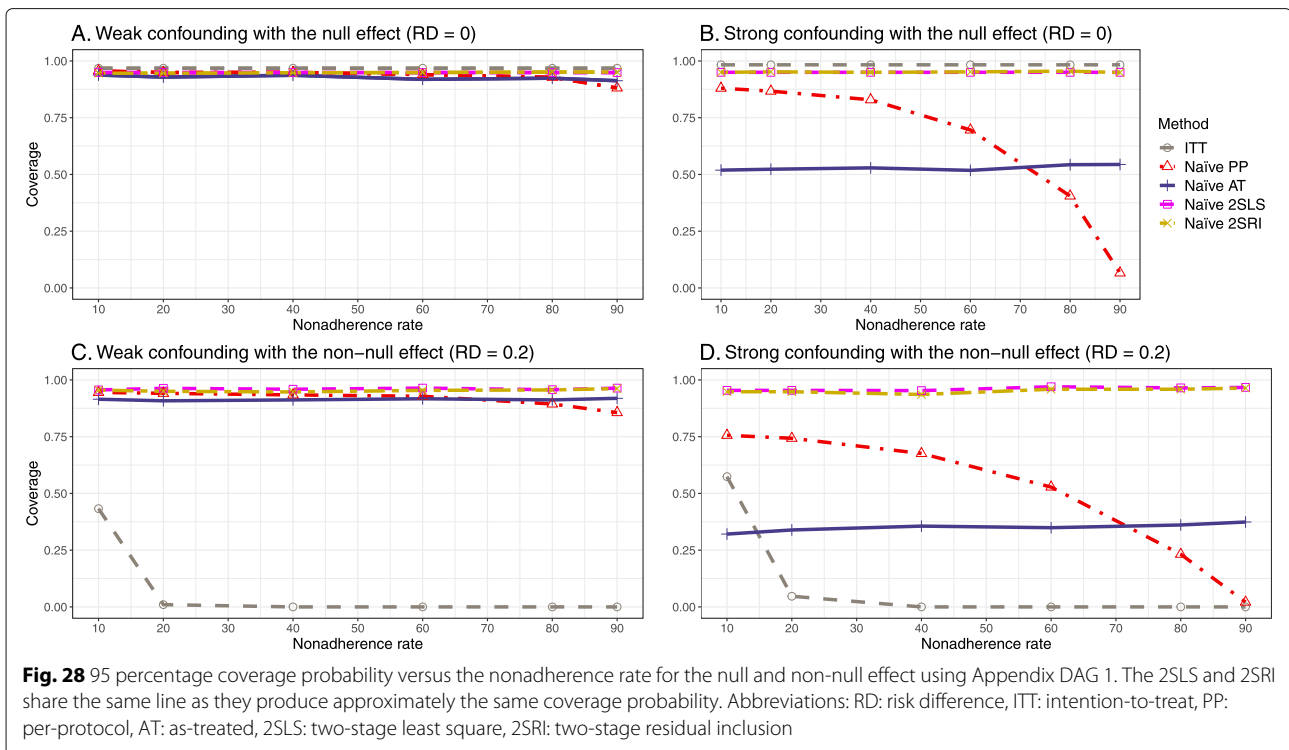 A. Weak confounding with the null effect (RD = 0)
1.00
0.75
0.50
0.25
0.00
Coverage
10 20 30 40 50 60 70 80 90
Nonadherence rate
B. Strong confounding with the null effect (RD = 0)
1.00
0.75
0.50
0.25
0.00
10 20 30 40 50 60 70 80 90
Nonadherence rate
Method
ITT
Naïve PP
Naïve AT
Naïve 2SLS
Naïve 2SRI
C. Weak confounding with the non−null effect (RD = 0.2)
1.00
0.75
0.50
0.25
0.00
Coverage
10 20 30 40 50 60 70 80 90
Nonadherence rate
D. Strong confounding with the non−null effect (RD = 0.2)
1.00
0.75
0.50
0.25
0.00
10 20 30 40 50 60 70 80 90
Nonadherence rate
Fig. 28 95 percentage coverage probability versus the nonadherence rate for the null and non-null effect using Appendix DAG 1. The 2SLS and 2SRI
share the same line as they produce approximately the same coverage probability. Abbreviations: RD: risk difference, ITT: intention-to-treat, PP:
per-protocol, AT: as-treated, 2SLS: two-stage least square, 2SRI: two-stage residual inclusion